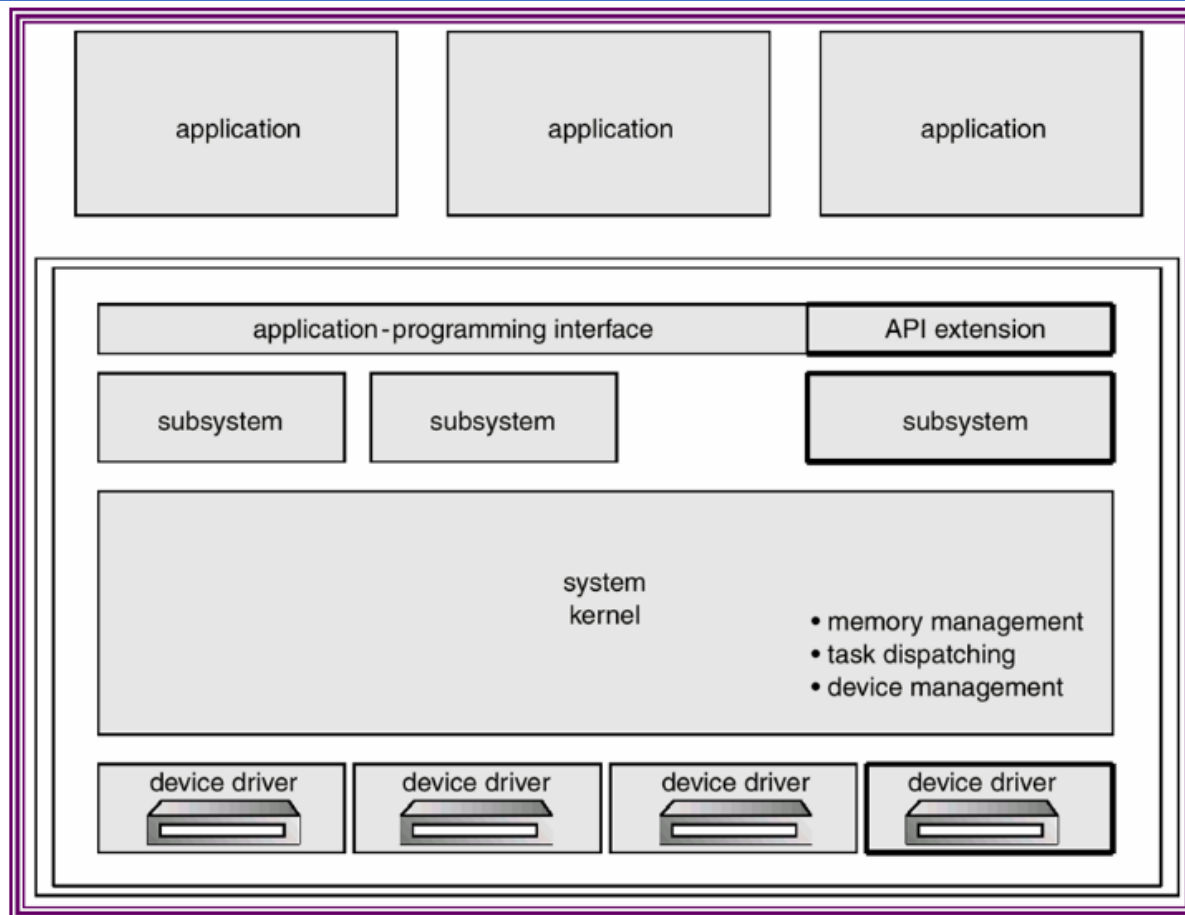 application
application
application
application-programming interface
API extension
subsystem
subsystem
subsystem
system
kernel
• memory management
• task dispatching
• device management
device driver
device driver
device driver
device driver